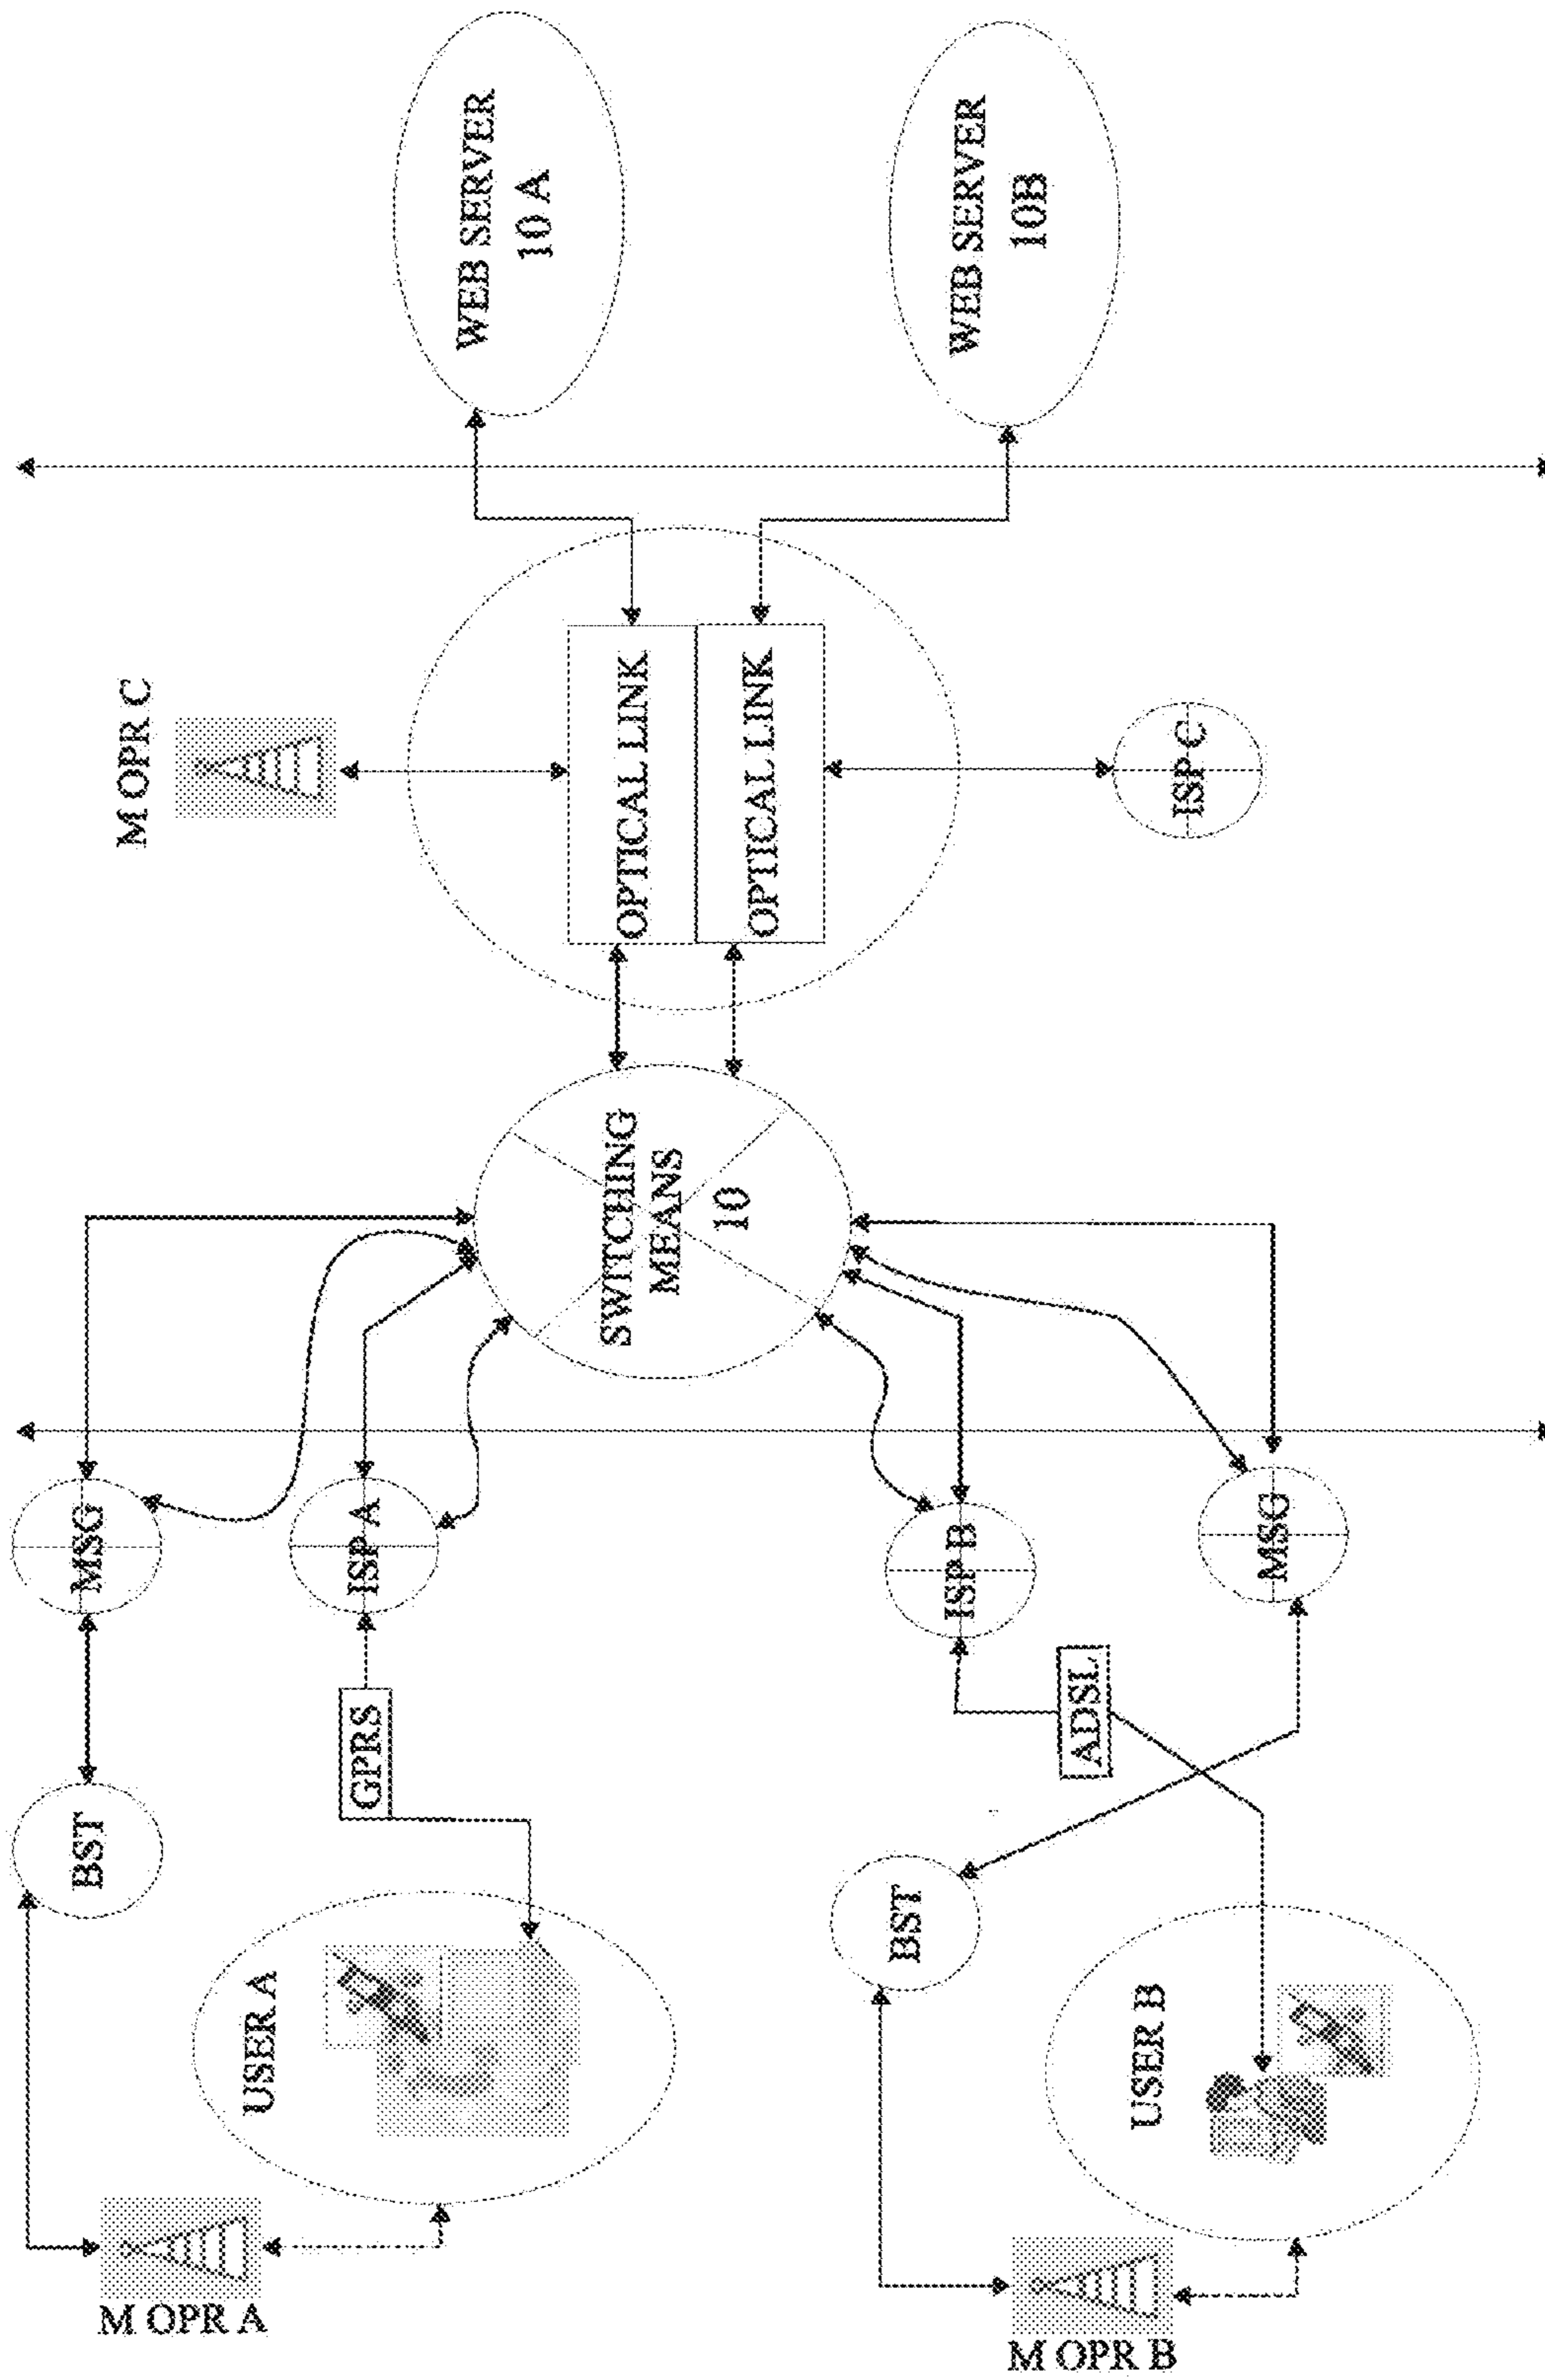 M OPR A
BST
MSG
USER A
GPRS
ISP A
SWITCHING
MEANS
10
M OPR C
OPTICAL LINK
OPTICAL LINK
WEB SERVER
10 A
WEB SERVER
10B
ISP C
M OPR B
BST
USER B
ADSL
ISP B
MSG